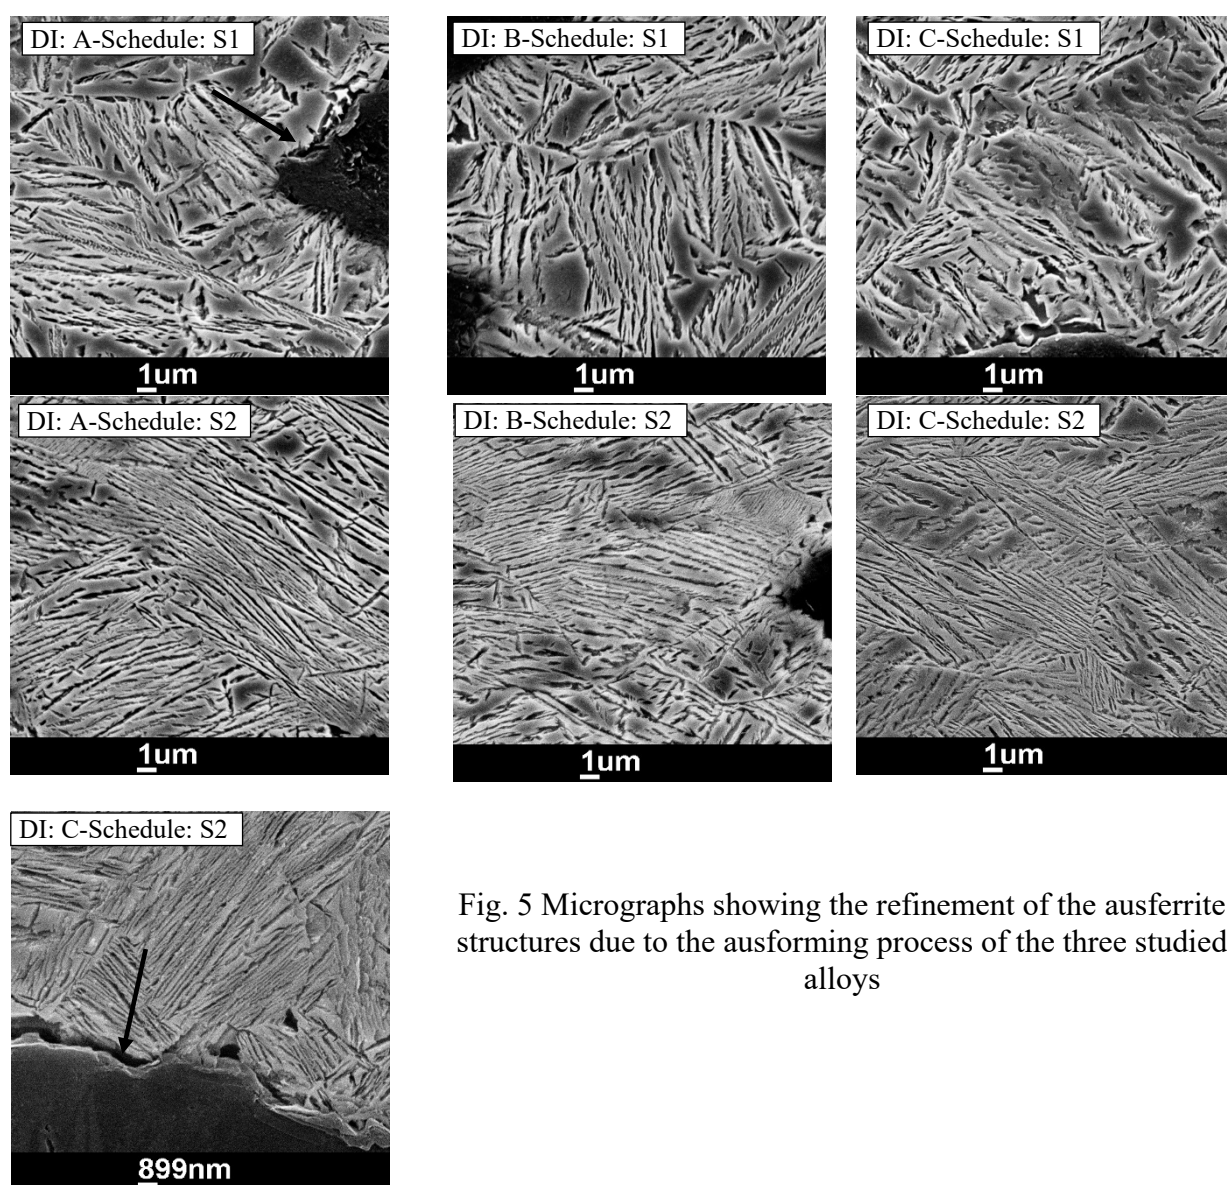 DI: A-Schedule: S1
DI: B-Schedule: S1
DI: C-Schedule: S1
1um
1um
1um
DI: A-Schedule: S2
DI: B-Schedule: S2
DI: C-Schedule: S2
1um
1um
1um
DI: C-Schedule: S2
899nm
Fig. 5 Micrographs showing the refinement of the ausferrite
structures due to the ausforming process of the three studied
alloys